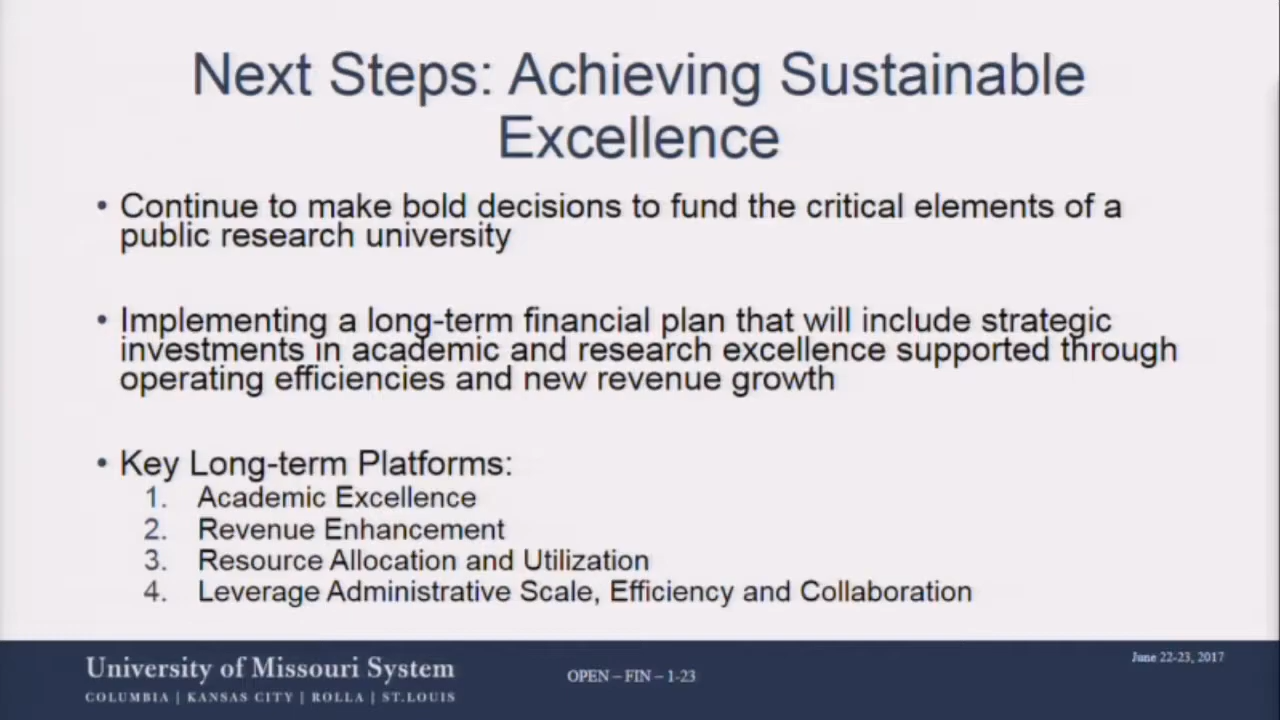 Next Steps: Achieving Sustainable
Excellence
• Continue to make bold decisions to fund the critical elements of a
public research university
• Implementing a long-term financial plan that will include strategic
investments in academic and research excellence supported through
operating efficiencies and new revenue growth
• Key Long-term Platforms:
1. Academic Excellence
2. Revenue Enhancement
3. Resource Allocation and Utilization
4. Leverage Administrative Scale, Efficiency and Collaboration
University of Missouri System
COLUMBIA | KANSAS CITY | ROLLA | ST.LOUIS
OPEN – FIN – 1-23
June 22-23, 2017